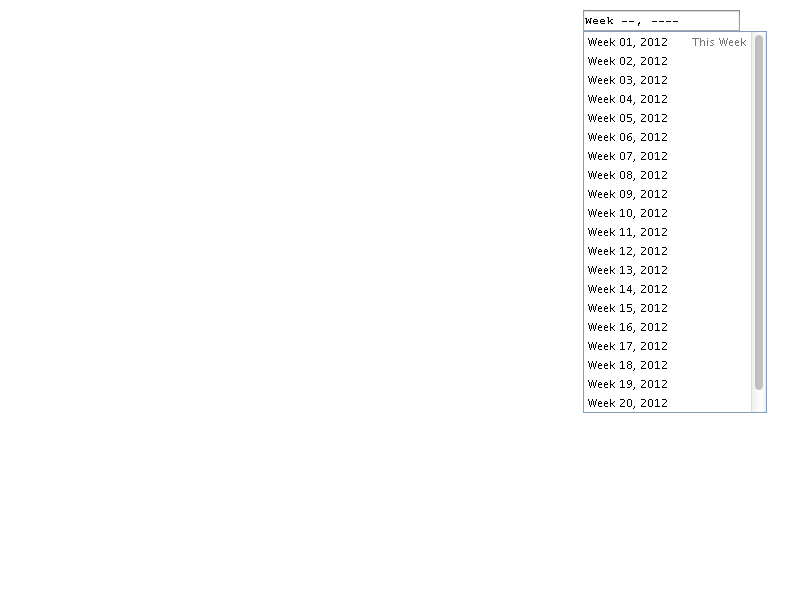 Week --, ----
Week 01, 2012 This Week
Week 02, 2012
Week 03, 2012
Week 04, 2012
Week 05, 2012
Week 06, 2012
Week 07, 2012
Week 08, 2012
Week 09, 2012
Week 10, 2012
Week 11, 2012
Week 12, 2012
Week 13, 2012
Week 14, 2012
Week 15, 2012
Week 16, 2012
Week 17, 2012
Week 18, 2012
Week 19, 2012
Week 20, 2012